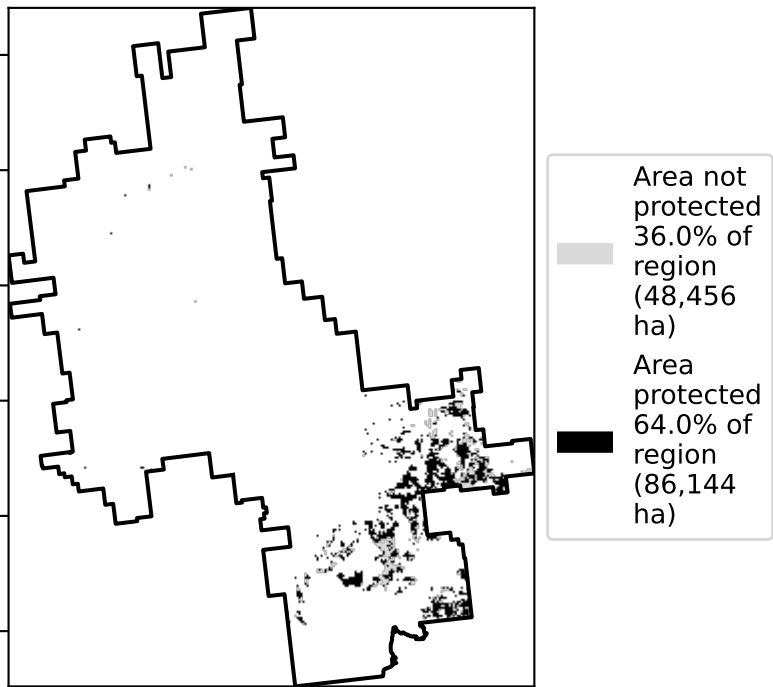 Area not
protected
36.0% of
region
(48,456
ha)
Area
protected
64.0% of
region
(86,144
ha)